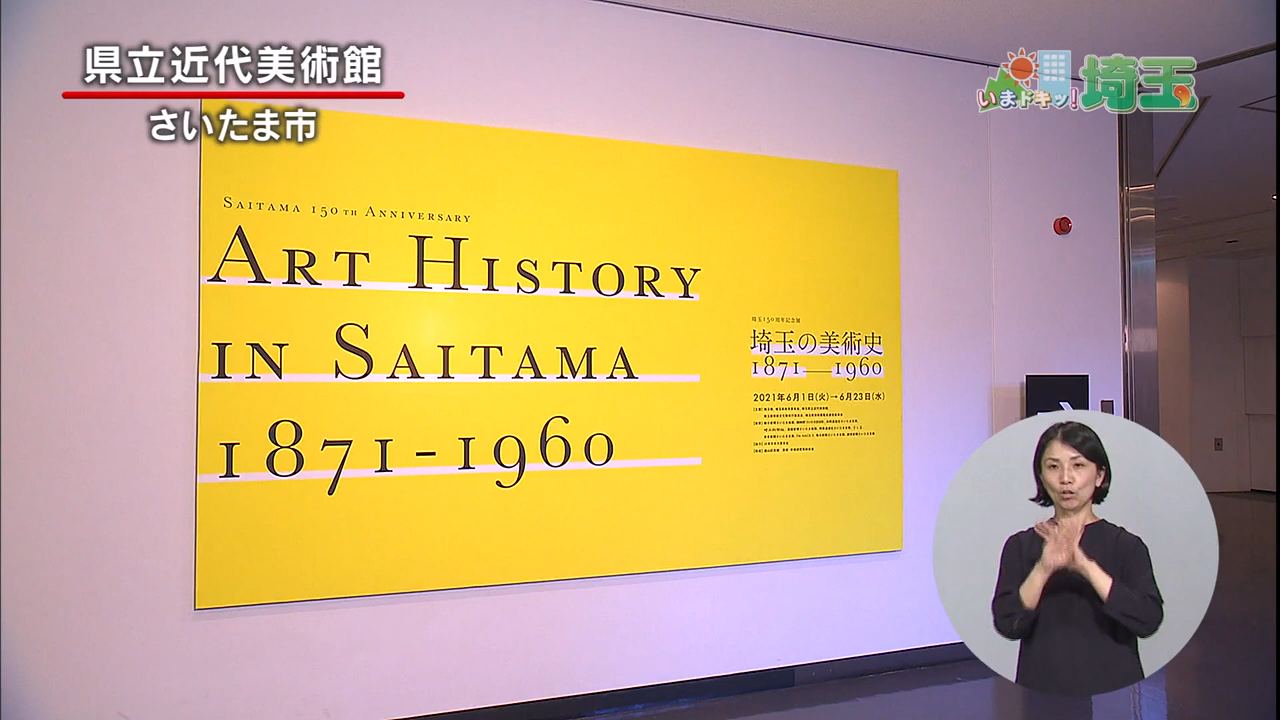 県立近代美術館
さいたま市
いまドキッ!埼玉
SAITAMA 150TH ANNIVERSARY
ART HISTORY
IN SAITAMA
1871-1960
埼玉150周年記念展
埼玉の美術史
1871—1960
2021年6月1日(火)→6月23日(水)